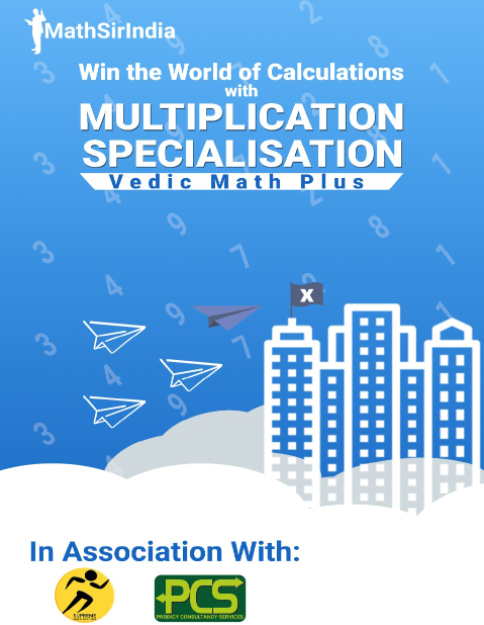 MathSirIndia
Win the World of Calculations
with
MULTIPLICATION
SPECIALISATION
Vedic Math Plus
X
In Association With:
SUPREME
PCS
PRODIGY CONSULTANCY SERVICES